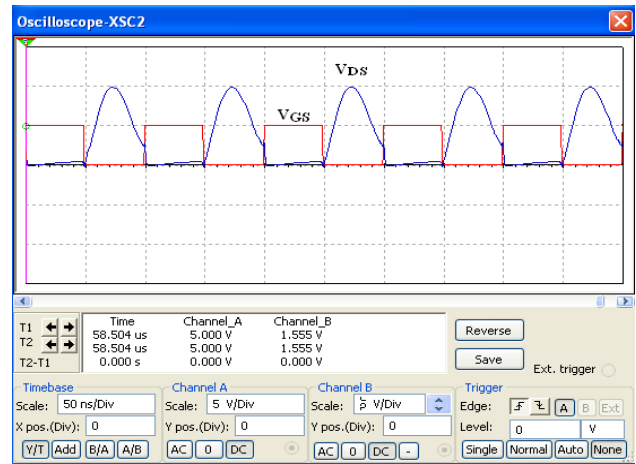 Oscilloscope-XSC2
VDS
VGS
T1
T2
T2-T1
Time Channel_A Channel_B
58.504 us 5.000 V 1.555 V
58.504 us 5.000 V 1.555 V
0.000 s 0.000 V 0.000 V
Reverse
Save
Ext. trigger
Timebase
Scale: 50 ns/Div
X pos.(Div): 0
Y/T Add B/A A/B
Channel A
Scale: 5 V/Div
Y pos.(Div): 0
AC 0 DC
Channel B
Scale: V/Div
Y pos.(Div): 0
AC 0 DC -
Trigger
Edge: A B Ext
Level: 0 V
Single Normal Auto None